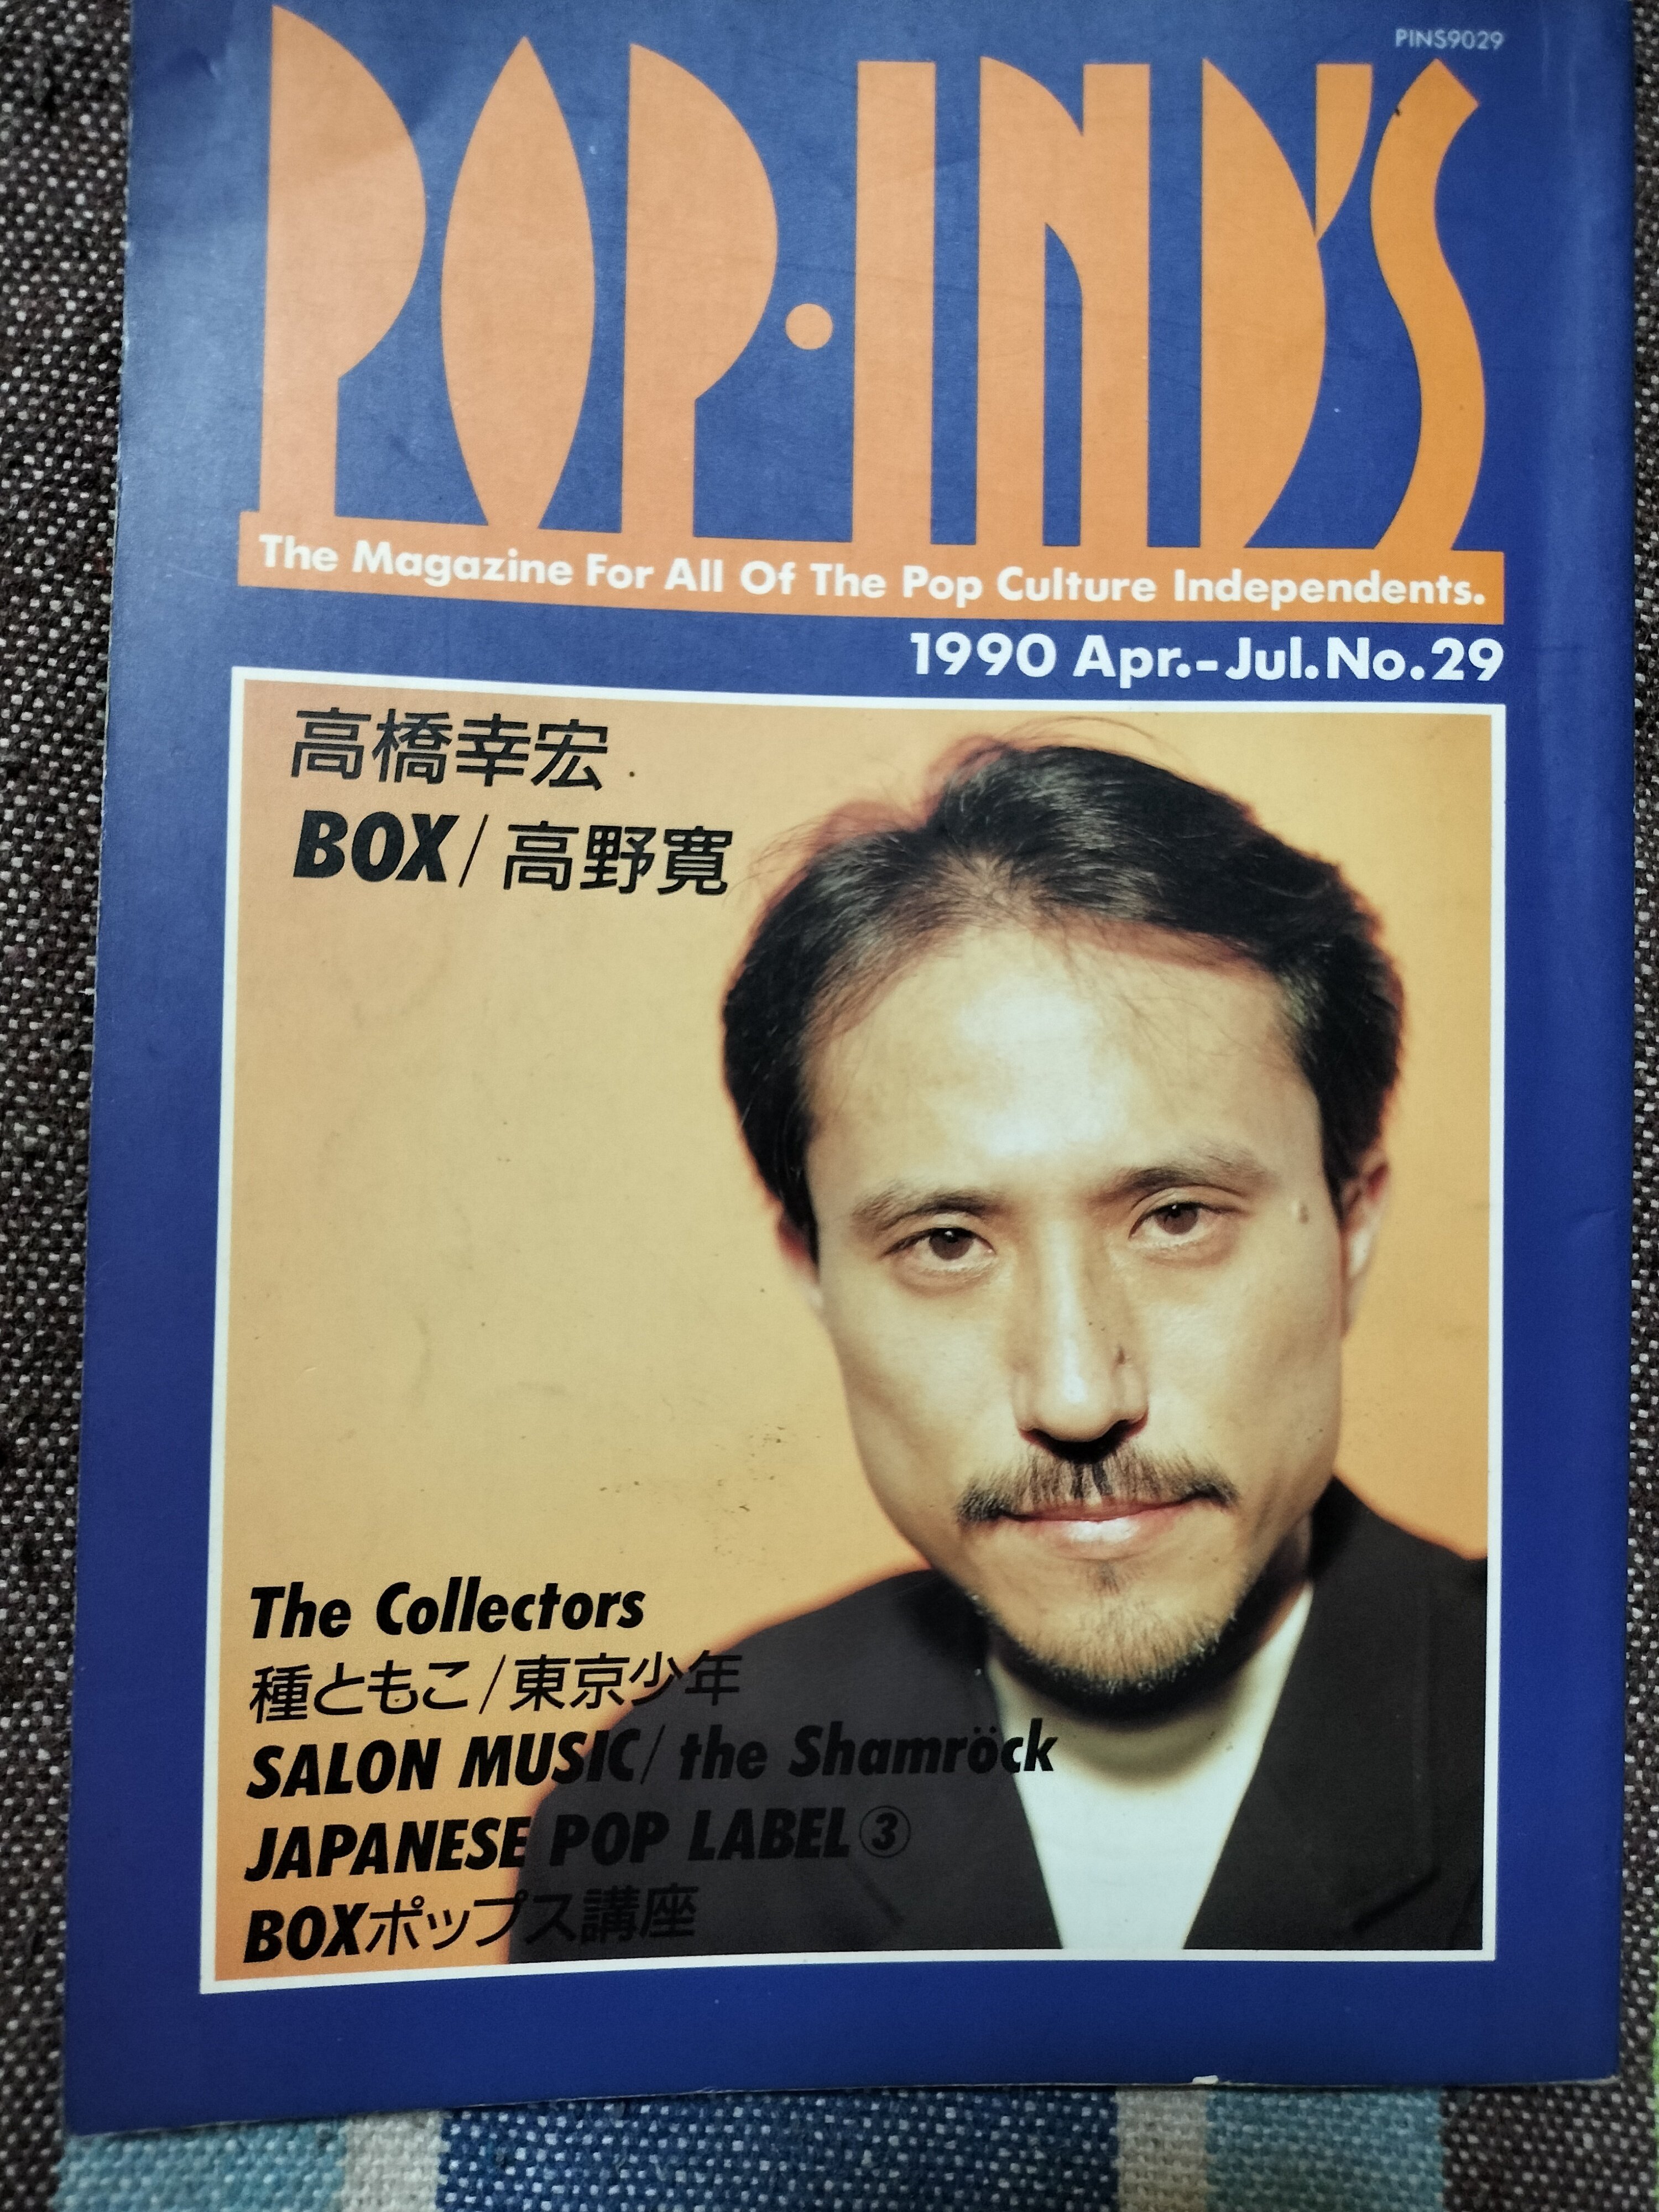 PINS9029
POP·IND'S
The Magazine For All Of The Pop Culture Independents.
1990 Apr.-Jul.No.29
高橋幸宏
BOX/高野寛
The Collectors
種ともこ/東京少年
SALON MUSIC/the Shamröck
JAPANESE POP LABEL③
BOXポップス講座